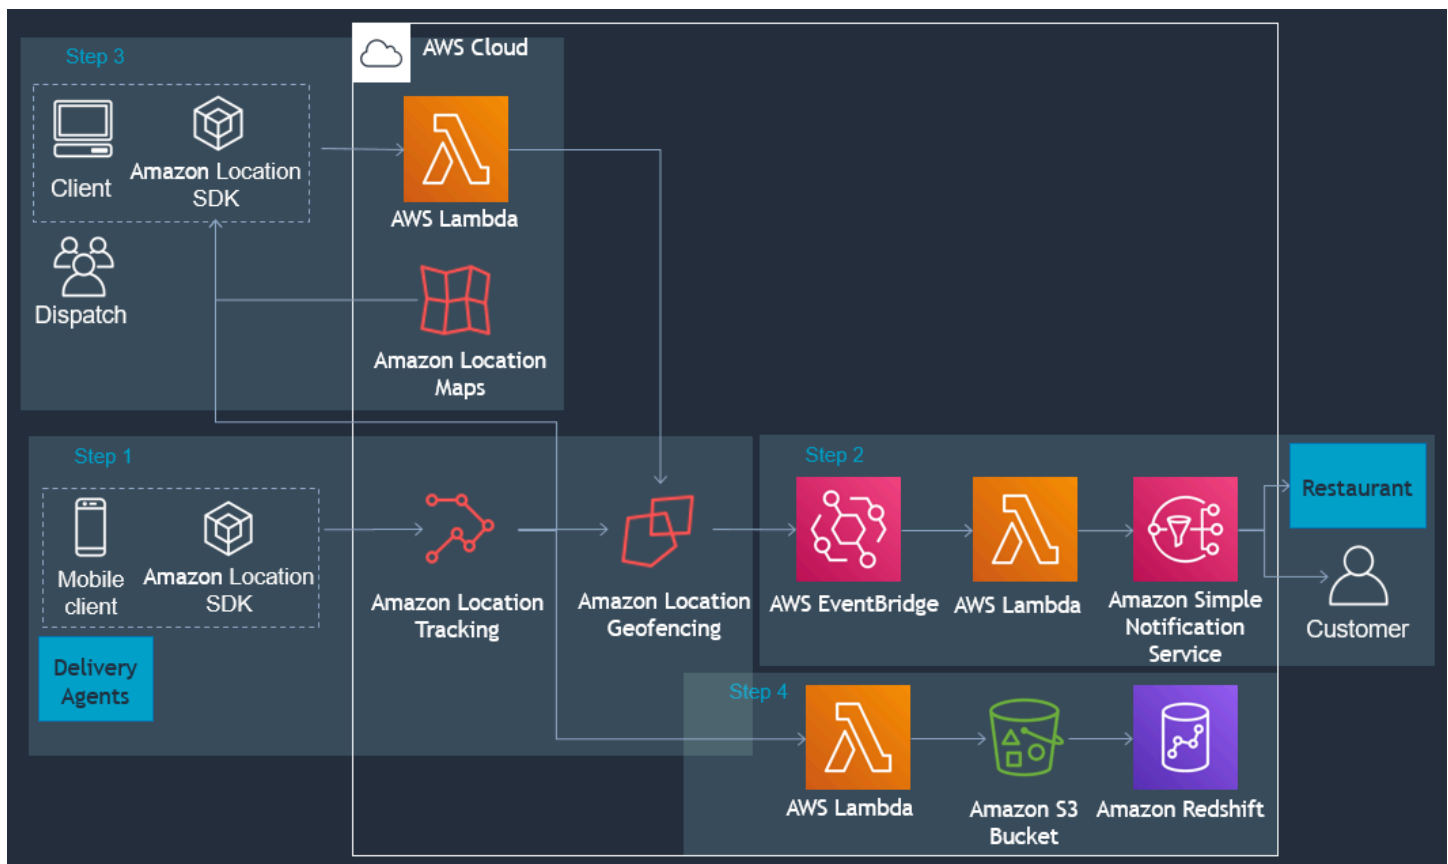 AWS Cloud
Step 3
Client
Amazon Location
SDK
AWS Lambda
Dispatch
Amazon Location
Maps
Step 1
Mobile
client
Amazon Location
SDK
Delivery
Agents
Amazon Location
Tracking
Amazon Location
Geofencing
Step 2
AWS EventBridge
AWS Lambda
Amazon Simple
Notification
Service
Restaurant
Customer
Step 4
AWS Lambda
Amazon S3
Bucket
Amazon Redshift